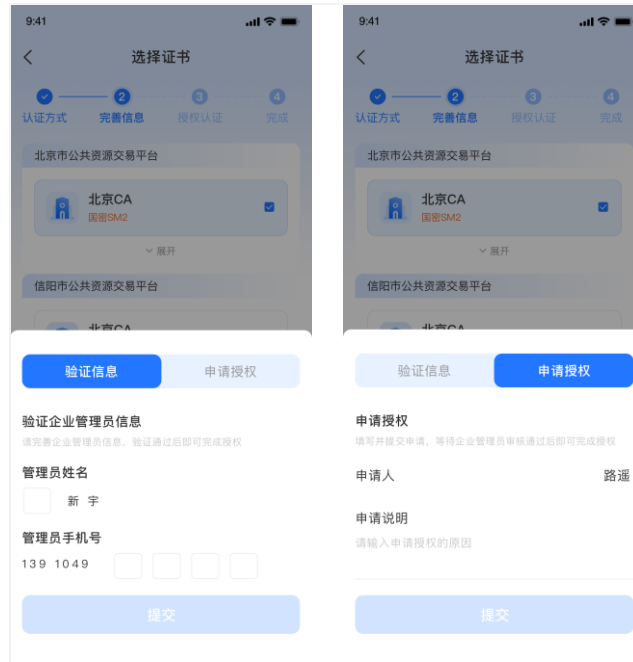 9:41
选择证书
2
3
4
认证方式
完善信息
授权认证
完成
北京市公共资源交易平台
北京CA
国密SM2
展开
信阳市公共资源交易平台
北京CA
验证信息
申请授权
验证企业管理员信息
请完善企业管理员信息，验证通过后即可完成授权
管理员姓名
新 宇
管理员手机号
139 1049
提交
9:41
选择证书
2
3
4
认证方式
完善信息
授权认证
完成
北京市公共资源交易平台
北京CA
国密SM2
展开
信阳市公共资源交易平台
北京CA
验证信息
申请授权
申请授权
填写并提交申请，等待企业管理员审核通过后即可完成授权
申请人
路遥
申请说明
请输入申请授权的原因
提交